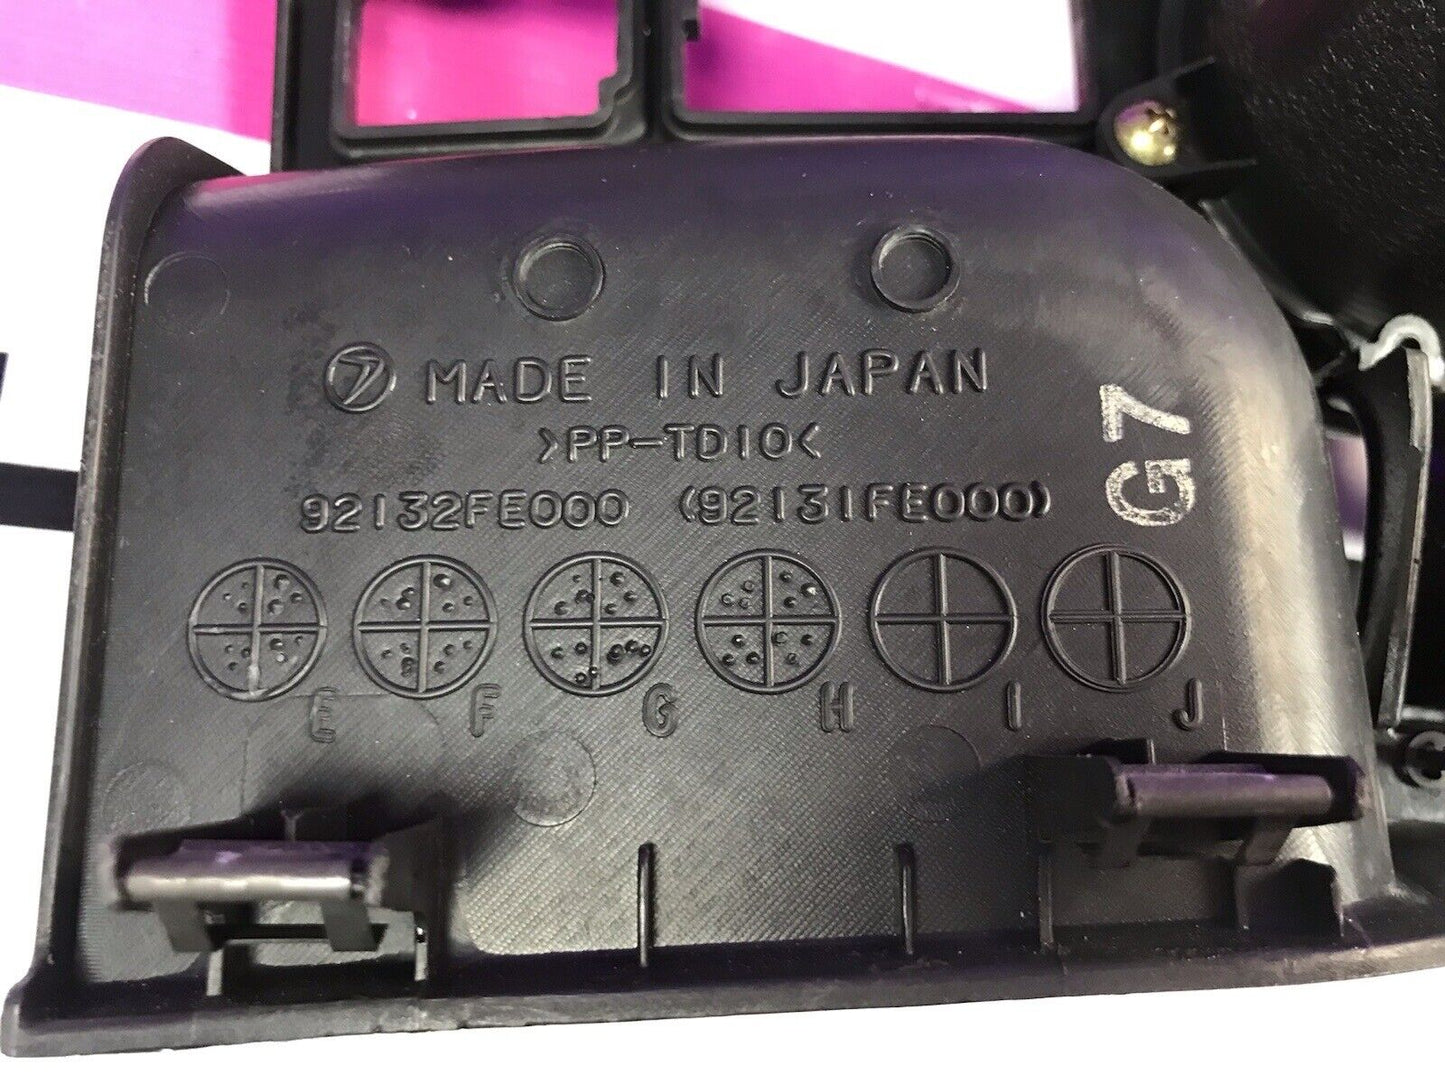 MADE IN JAPAN
>PP-TD10<
92132FE000 (92131FE000)
G7
E F G H I J